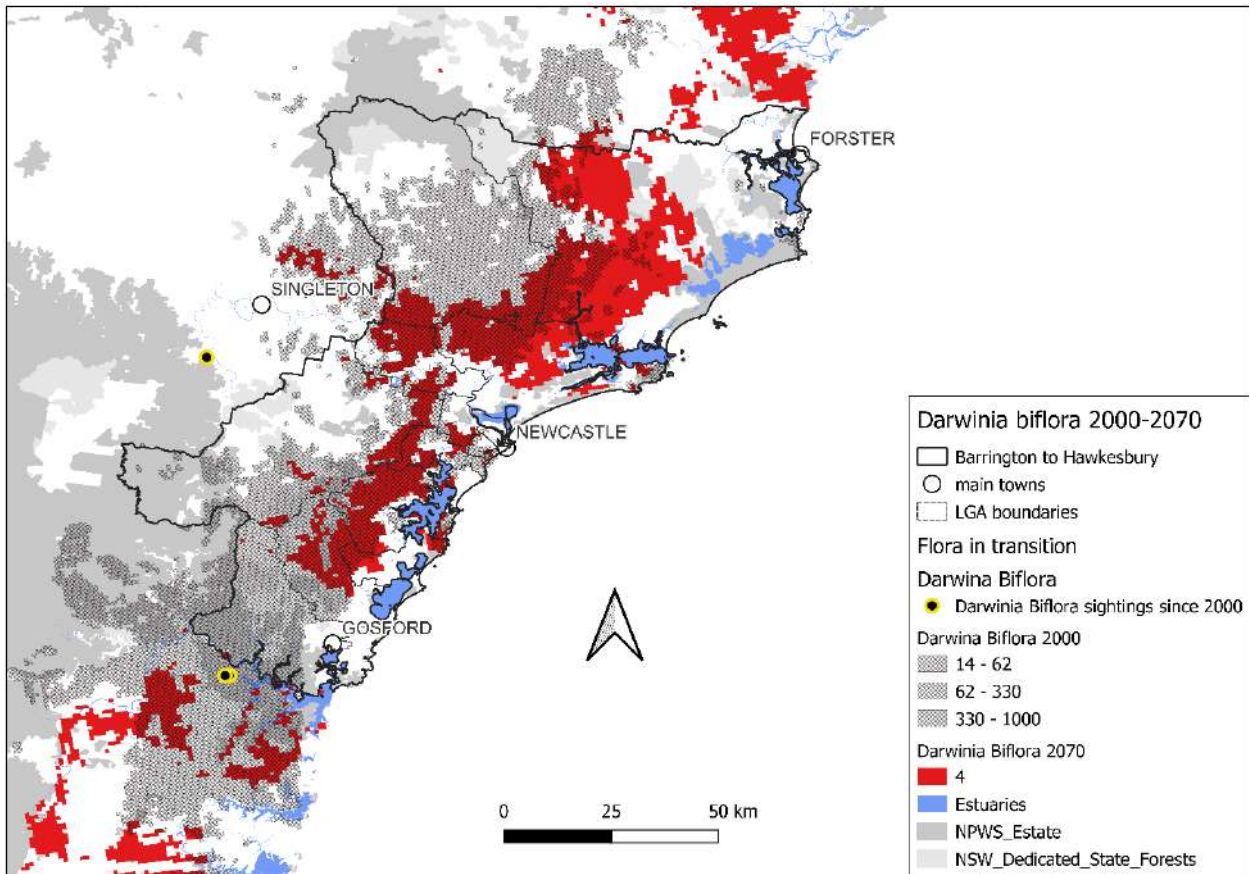 FORSTER
SINGLETON
NEWCASTLE
GOSFORD
0 25 50 km
Darwinia biflora 2000-2070
Barrington to Hawkesbury
main towns
LGA boundaries
Flora in transition
Darwina Biflora
Darwinia Biflora sightings since 2000
Darwina Biflora 2000
14 - 62
62 - 330
330 - 1000
Darwinia Biflora 2070
4
Estuaries
NPWS_Estate
NSW_Dedicated_State_Forests